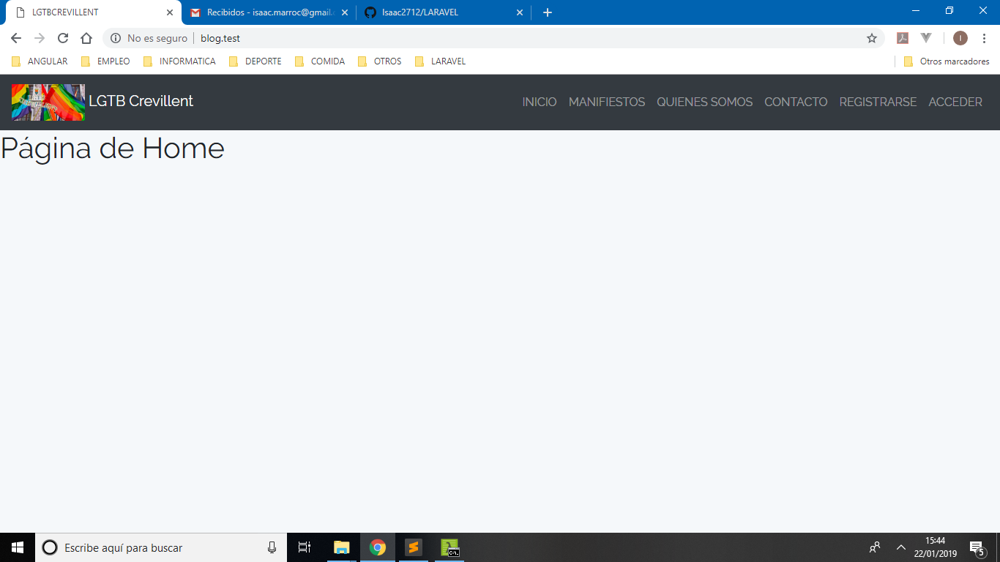 LGTBCREVILLENT
Recibidos - isaac.marroc@gmail.
Isaac2712/LARAVEL
No es seguro
blog.test
I
ANGULAR
EMPLEO
INFORMATICA
DEPORTE
COMIDA
OTROS
LARAVEL
Otros marcadores
LGTB Crevillent
INICIO
MANIFIESTOS
QUIENES SOMOS
CONTACTO
REGISTRARSE
ACCEDER
Página de Home
Escribe aquí para buscar
15:44
22/01/2019
5